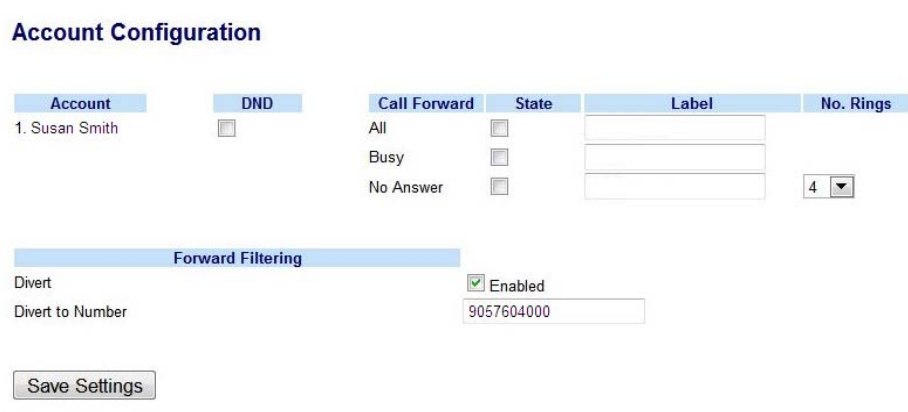 Account Configuration
Account DND Call Forward State Label No. Rings
1. Susan Smith All
Busy
No Answer 4
Forward Filtering
Divert Enabled
Divert to Number 9057604000
Save Settings